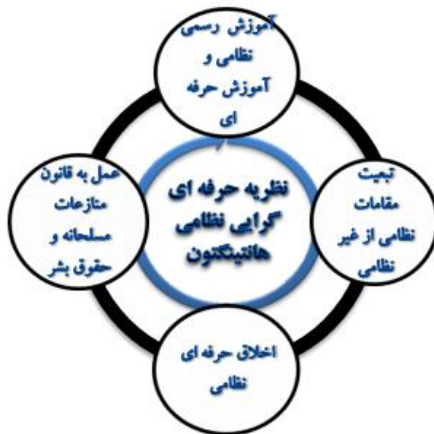 آموزش رسمی
نظامی و
آموزش حرفه
ای
نظریه حرفه ای
گرایی نظامی
هانتینگتون
تبعیت
مقامات
نظامی از غیر
نظامی
عمل به قانون
منازعات
مسلحانه و
حقوق بشر
اخلاق حرفه ای
نظامی